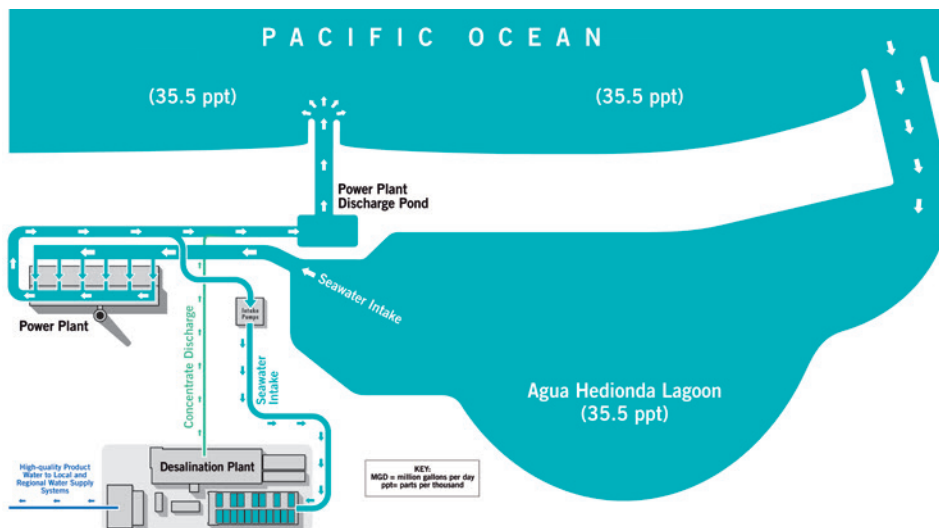 PACIFIC OCEAN
(35.5 ppt)
(35.5 ppt)
Power Plant
Discharge Pond
Seawater Intake
Power Plant
Intake
Pumps
Concentrate Discharge
Seawater
Intake
Agua Hedionda Lagoon
(35.5 ppt)
High-quality Product
Water to Local and
Regional Water Supply
Systems
Desalination Plant
KEY:
MGD = million gallons per day
ppt= parts per thousand